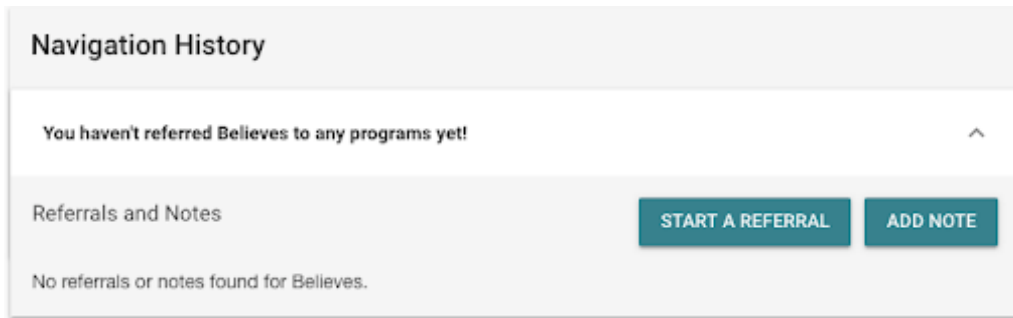 Navigation History
You haven't referred Believes to any programs yet!
Referrals and Notes
START A REFERRAL
ADD NOTE
No referrals or notes found for Believes.